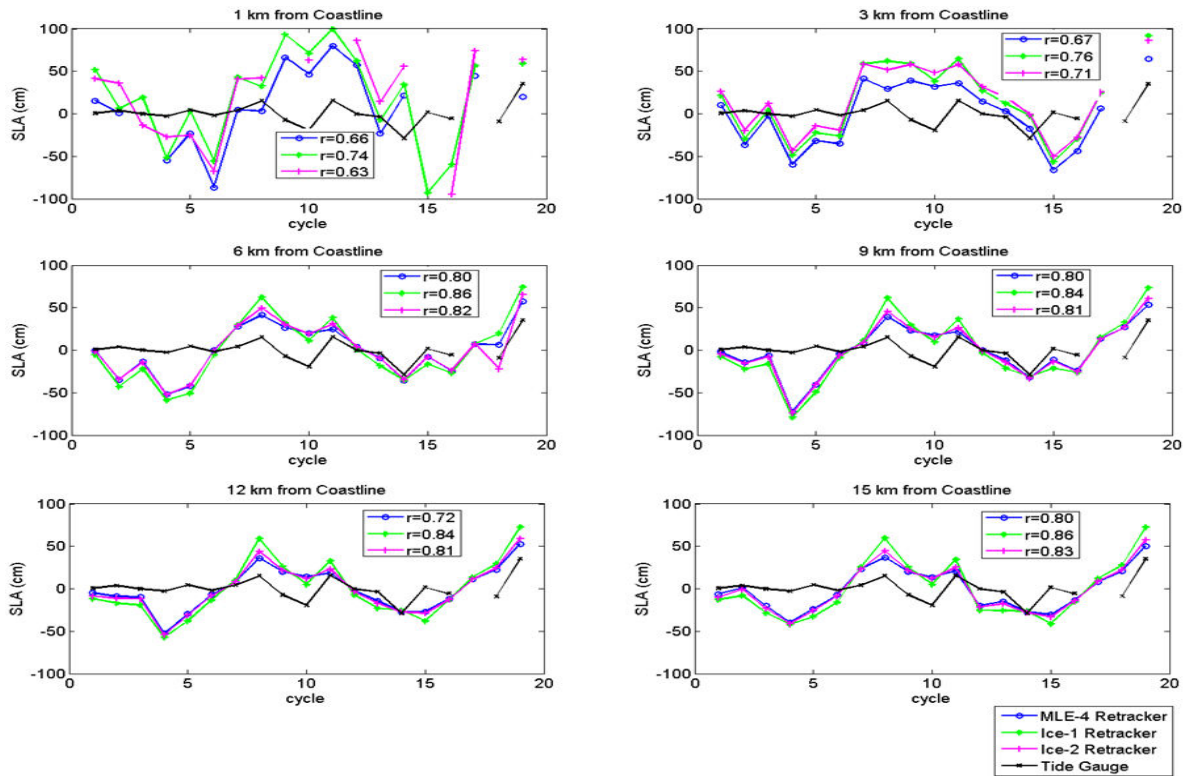 1 km from Coastline
100
50
0
-50
-100
SLA (cm)
r=0.66
r=0.74
r=0.63
0 5 10 15 20
cycle
3 km from Coastline
100
50
0
-50
-100
SLA (cm)
r=0.67
r=0.76
r=0.71
0 5 10 15 20
cycle
6 km from Coastline
100
50
0
-50
-100
SLA (cm)
r=0.80
r=0.86
r=0.82
0 5 10 15 20
cycle
9 km from Coastline
100
50
0
-50
-100
SLA (cm)
r=0.80
r=0.84
r=0.81
0 5 10 15 20
cycle
12 km from Coastline
100
50
0
-50
-100
SLA (cm)
r=0.72
r=0.84
r=0.81
0 5 10 15 20
cycle
15 km from Coastline
100
50
0
-50
-100
SLA (cm)
r=0.80
r=0.86
r=0.83
0 5 10 15 20
cycle
MLE-4 Retracker
Ice-1 Retracker
Ice-2 Retracker
Tide Gauge